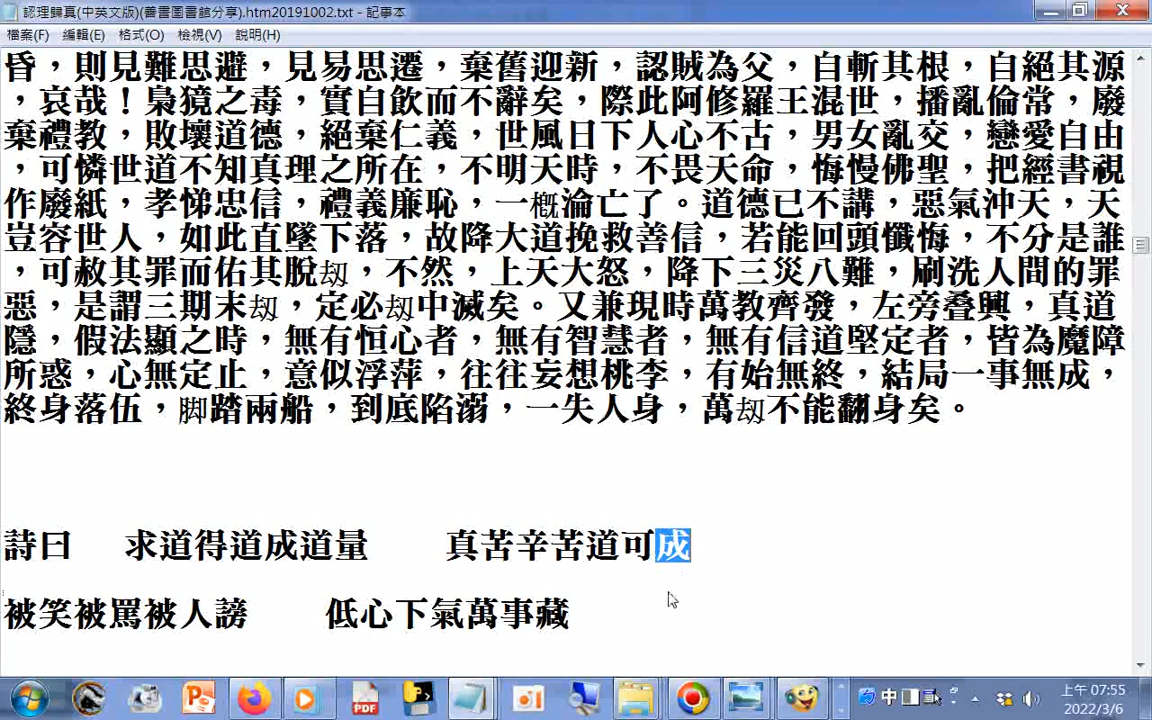 認理歸真(中英文版)(善書圖書館分享).htm20191002.txt - 記事本
檔案(F) 編輯(E) 格式(O) 檢視(V) 說明(H)
昏，則見難思避，見易思遷，棄舊迎新，認賊為父，自斬其根，自絕其源
，哀哉！梟獍之毒，實自飲而不辭矣，際此阿修羅王混世，播亂倫常，廢
棄禮教，敗壞道德，絕棄仁義，世風日下人心不古，男女亂交，戀愛自由
，可憐世道不知真理之所在，不明天時，不畏天命，悔慢佛聖，把經書視
作廢紙，孝悌忠信，禮義廉恥，一概淪亡了。道德已不講，惡氣沖天，天
豈容世人，如此直墜下落，故降大道挽救善信，若能回頭懺悔，不分是誰
，可赦其罪而佑其脫刼，不然，上天大怒，降下三災八難，刷洗人間的罪
惡，是謂三期末刼，定必刼中滅矣。又兼現時萬教齊發，左旁叠興，真道
隱，假法顯之時，無有恒心者，無有智慧者，無有信道堅定者，皆為魔障
所惑，心無定止，意似浮萍，往往妄想桃李，有始無終，結局一事無成，
終身落伍，脚踏兩船，到底陷溺，一失人身，萬刼不能翻身矣。
詩曰 求道得道成道量 真苦辛苦道可成
被笑被罵被人謗 低心下氣萬事藏
中
上午 07:55
2022/3/6